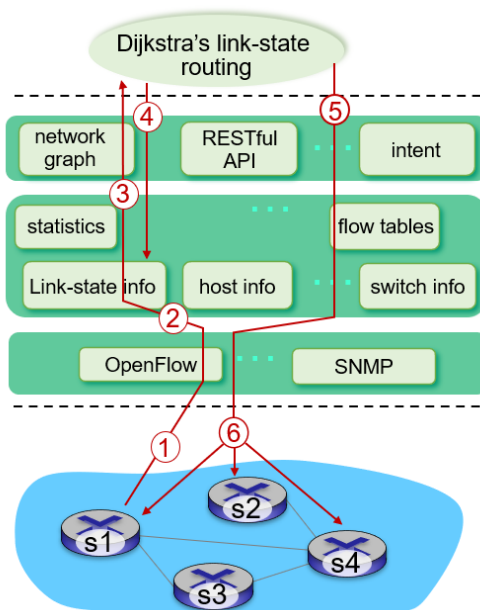 Dijkstra's link-state
routing
4
5
network
graph
RESTful
API
intent
3
statistics
flow tables
Link-state info
host info
switch info
2
OpenFlow
SNMP
1
6
s2
s1
s4
s3